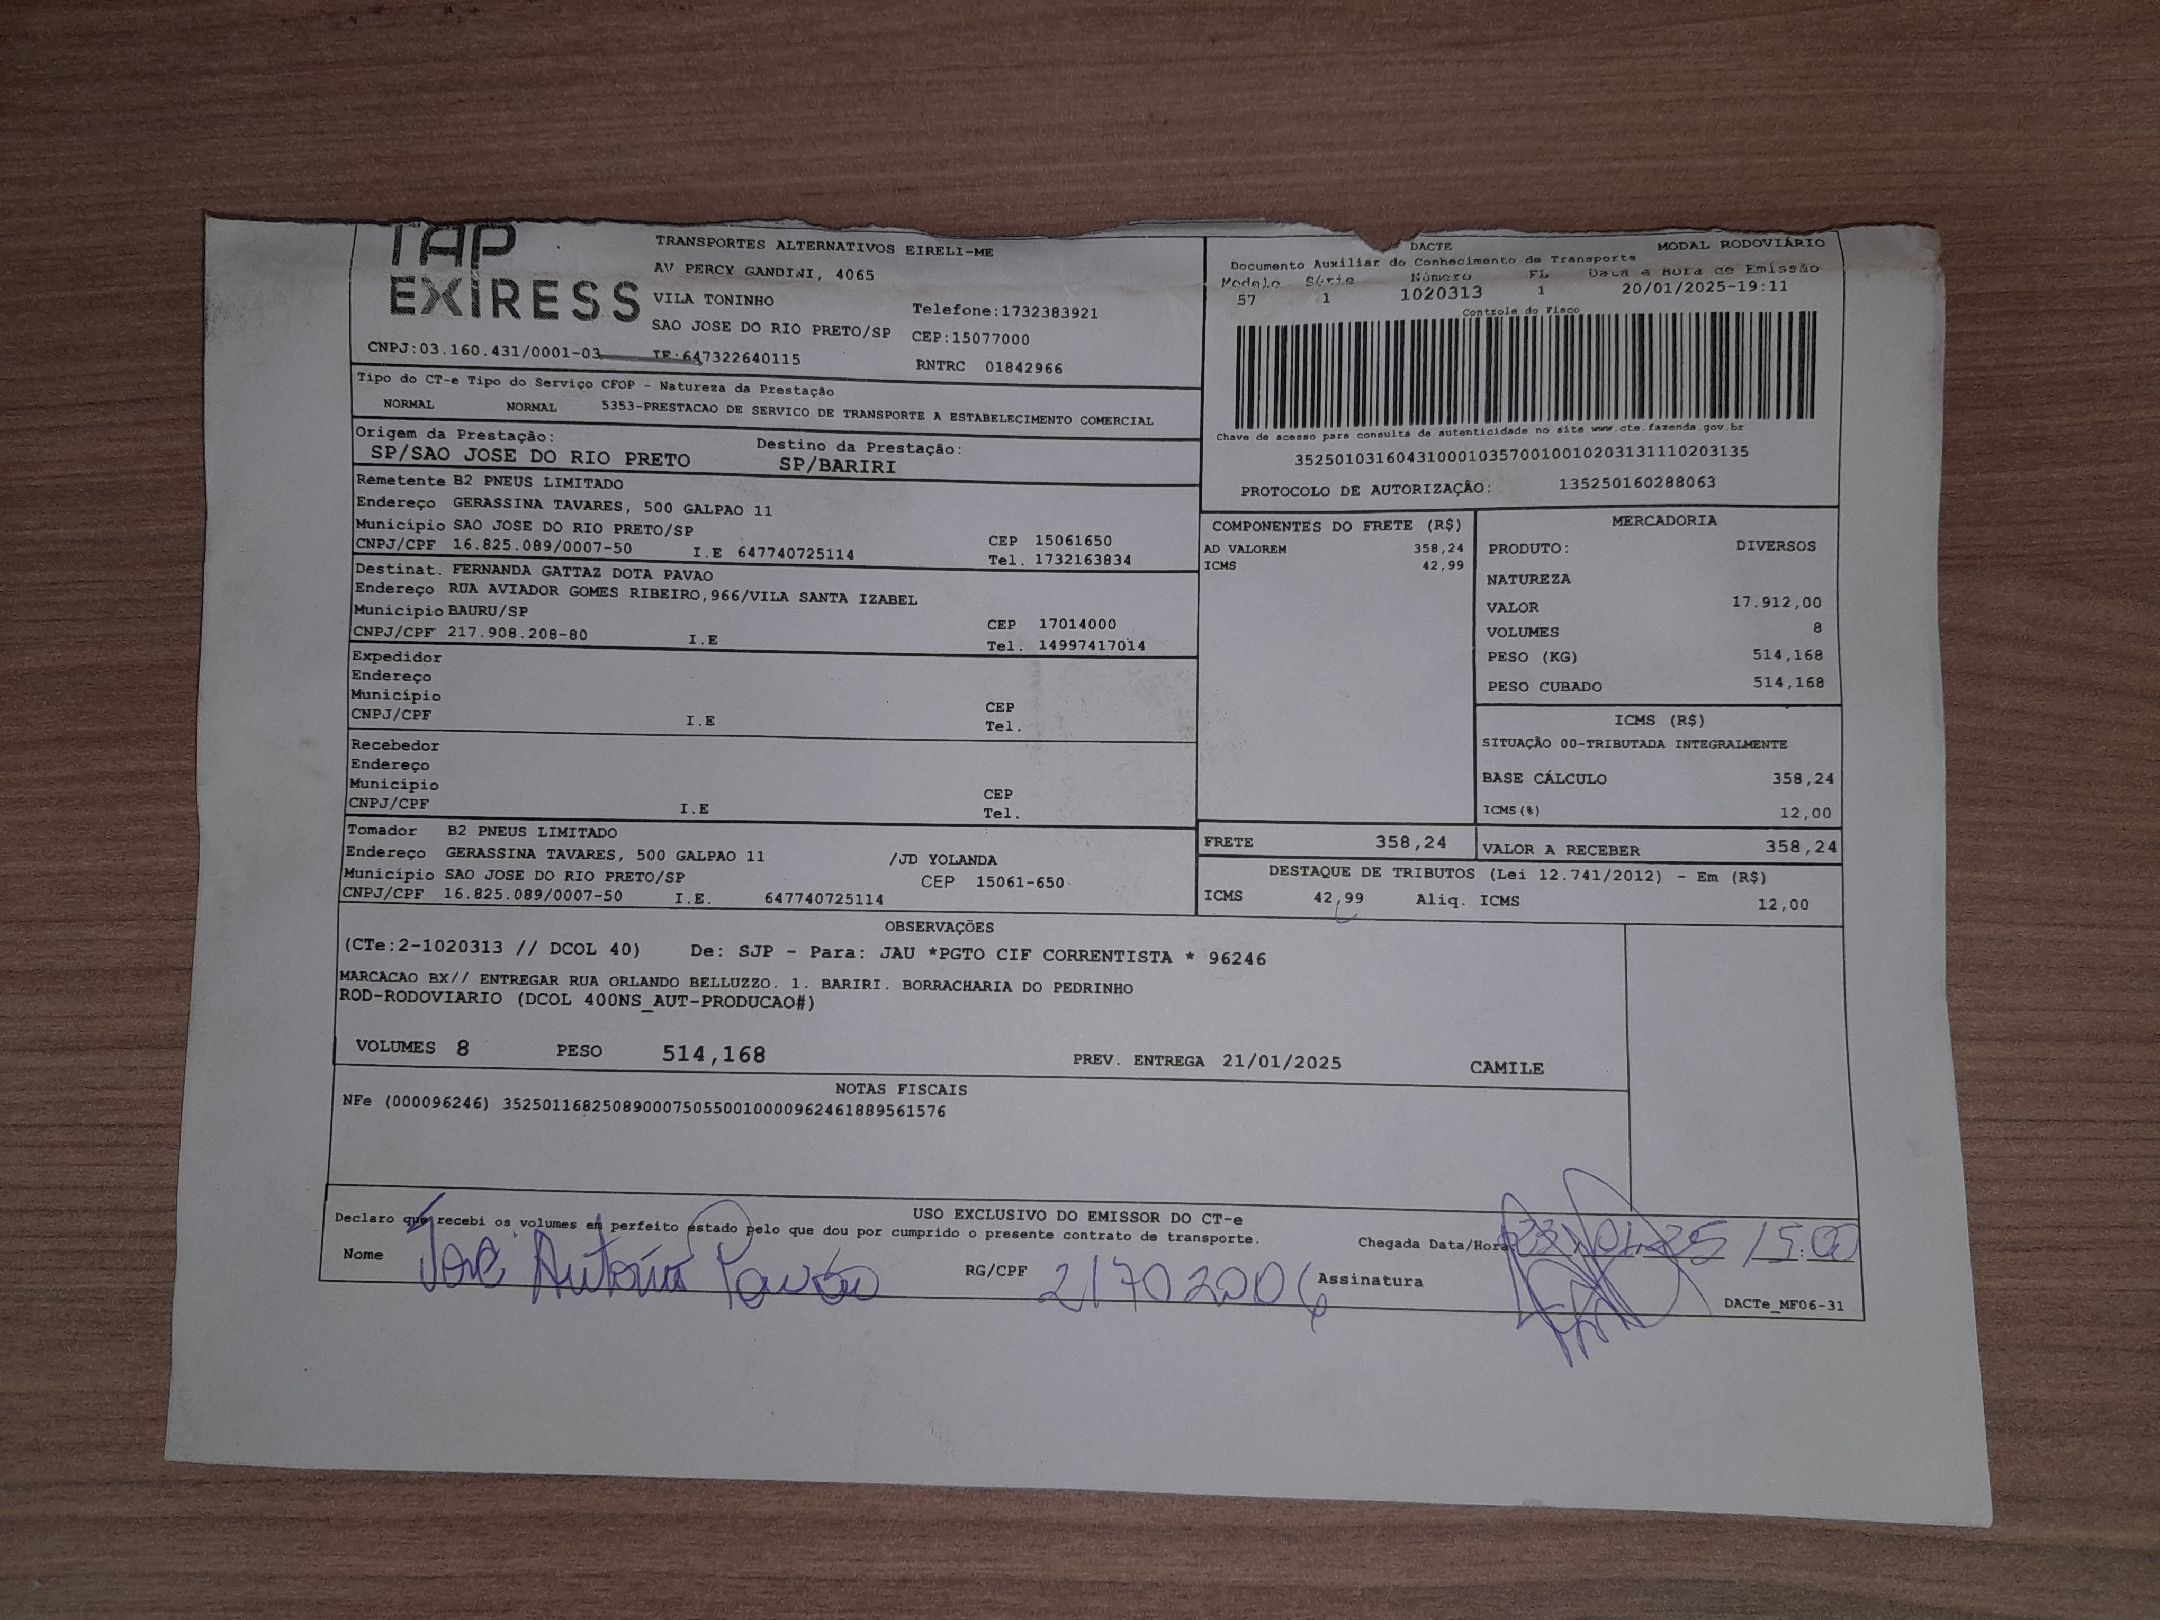 TAP
EXIRESS
TRANSPORTES ALTERNATIVOS EIRELI-ME
AV PERCY GANDINI, 4065
VILA TONINHO
Telefone:1732383921
SAO JOSE DO RIO PRETO/SP CEP:15077000
CNPJ:03.160.431/0001-03 IE:647322640115 RNTRC 01842966
DACTE MODAL RODOVIÁRIO
Documento Auxiliar do Conhecimento de Transporte
Modelo Série Número FL Data e Hora de Emissão
57 1 1020313 1 20/01/2025-19:11
Controle do Fisco
Chave de acesso para consulta de autenticidade no site www.cte.fazenda.gov.br
35250103160431000103570010010203131110203135
PROTOCOLO DE AUTORIZAÇÃO: 135250160288063
Tipo do CT-e Tipo do Serviço CFOP - Natureza da Prestação
NORMAL NORMAL 5353-PRESTACAO DE SERVICO DE TRANSPORTE A ESTABELECIMENTO COMERCIAL
Origem da Prestação: Destino da Prestação:
SP/SAO JOSE DO RIO PRETO SP/BARIRI
Remetente B2 PNEUS LIMITADO
Endereço GERASSINA TAVARES, 500 GALPAO 11
Município SAO JOSE DO RIO PRETO/SP CEP 15061650
CNPJ/CPF 16.825.089/0007-50 I.E 647740725114 Tel. 1732163834
Destinat. FERNANDA GATTAZ DOTA PAVAO
Endereço RUA AVIADOR GOMES RIBEIRO,966/VILA SANTA IZABEL
Município BAURU/SP CEP 17014000
CNPJ/CPF 217.908.208-80 I.E Tel. 14997417014
Expedidor
Endereço
Município CEP
CNPJ/CPF I.E Tel.
Recebedor
Endereço
Município CEP
CNPJ/CPF I.E Tel.
Tomador B2 PNEUS LIMITADO
Endereço GERASSINA TAVARES, 500 GALPAO 11 /JD YOLANDA
Município SAO JOSE DO RIO PRETO/SP CEP 15061-650
CNPJ/CPF 16.825.089/0007-50 I.E. 647740725114
COMPONENTES DO FRETE (R$)
AD VALOREM 358,24
ICMS 42,99
MERCADORIA
PRODUTO: DIVERSOS
NATUREZA
VALOR 17.912,00
VOLUMES 8
PESO (KG) 514,168
PESO CUBADO 514,168
ICMS (R$)
SITUAÇÃO 00-TRIBUTADA INTEGRALMENTE
BASE CÁLCULO 358,24
ICMS(%) 12,00
FRETE 358,24 VALOR A RECEBER 358,24
DESTAQUE DE TRIBUTOS (Lei 12.741/2012) - Em (R$)
ICMS 42,99 Aliq. ICMS 12,00
OBSERVAÇÕES
(CTe:2-1020313 // DCOL 40) De: SJP - Para: JAU *PGTO CIF CORRENTISTA * 96246
MARCACAO BX// ENTREGAR RUA ORLANDO BELLUZZO. 1. BARIRI. BORRACHARIA DO PEDRINHO
ROD-RODOVIARIO (DCOL 400NS_AUT-PRODUCAO#)
VOLUMES 8 PESO 514,168 PREV. ENTREGA 21/01/2025 CAMILE
NOTAS FISCAIS
NFe (000096246) 35250116825089000750550010000962461889561576
USO EXCLUSIVO DO EMISSOR DO CT-e
Declaro que recebi os volumes em perfeito estado pelo que dou por cumprido o presente contrato de transporte.
Chegada Data/Hora 23/01/25 15:00
Nome José Antônio Pavão RG/CPF 21702006 Assinatura
DACTe_MF06-31